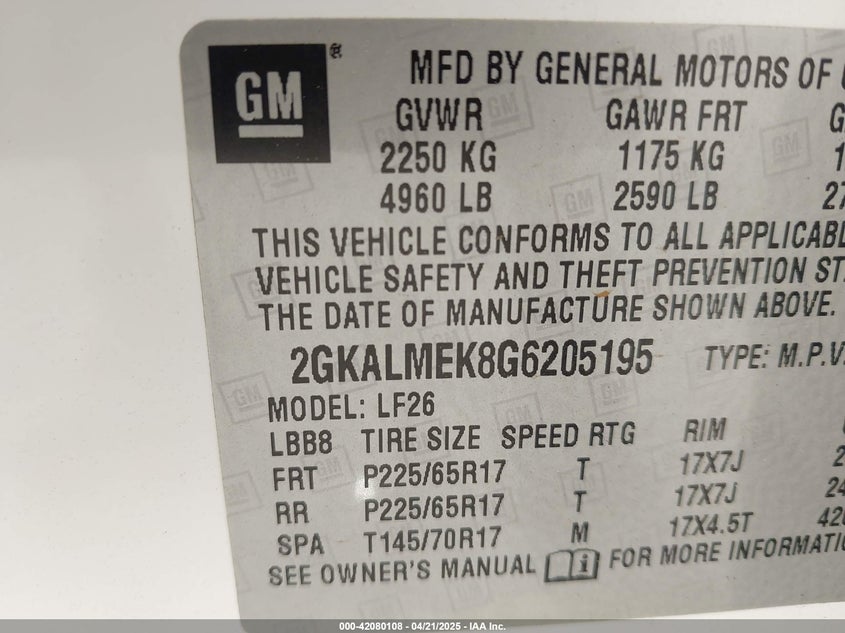 GM ®
MFD BY GENERAL MOTORS OF
GVWR GAWR FRT
2250 KG 1175 KG
4960 LB 2590 LB
THIS VEHICLE CONFORMS TO ALL
VEHICLE SAFETY AND THEFT PREVENTION
THE DATE OF MANUFACTURE SHOWN ABOVE.
2GKALMEK8G6205195 TYPE: M.P.V.
MODEL: LF26
LBB8 TIRE SIZE SPEED RTG RIM
FRT P225/65R17 T 17X7J
RR P225/65R17 T 17X7J
SPA T145/70R17 M 17X4.5T
SEE OWNER'S MANUAL i FOR MORE
000-42080108 - 04/21/2025 - IAA Inc.